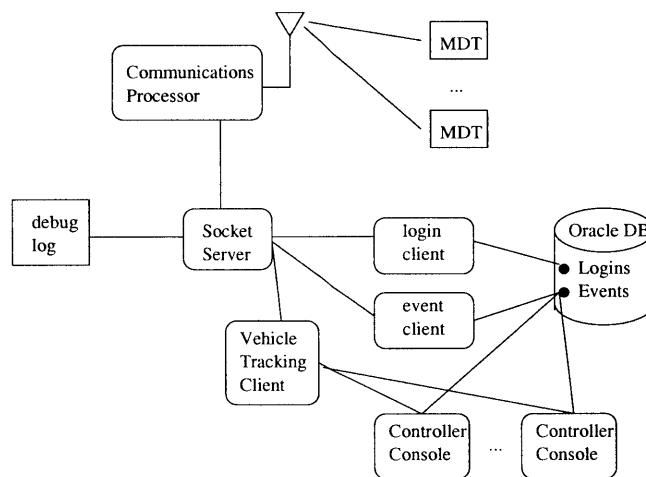 MDT
Communications
Processor
...
MDT
debug
log
Socket
Server
login
client
Oracle DB
Logins
Events
event
client
Vehicle
Tracking
Client
Controller
Console
...
Controller
Console